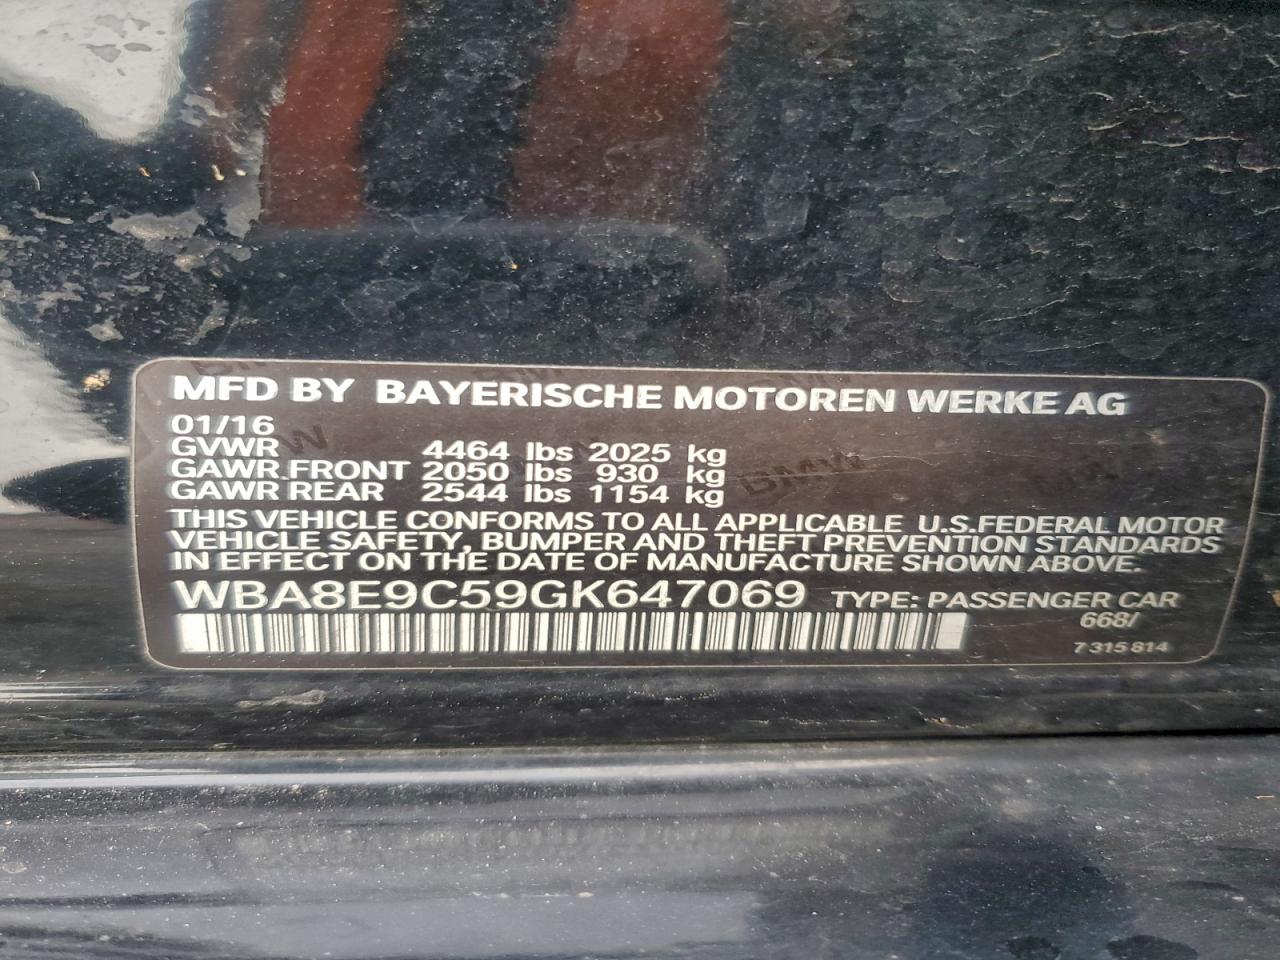 MFD BY BAYERISCHE MOTOREN WERKE AG
01/16
GVWR 4464 lbs 2025 kg
GAWR FRONT 2050 lbs 930 kg
GAWR REAR 2544 lbs 1154 kg
THIS VEHICLE CONFORMS TO ALL APPLICABLE U.S.FEDERAL MOTOR
VEHICLE SAFETY, BUMPER AND THEFT PREVENTION STANDARDS
IN EFFECT ON THE DATE OF MANUFACTURE SHOWN ABOVE.
WBA8E9C59GK647069 TYPE: PASSENGER CAR
668/
7 315 814